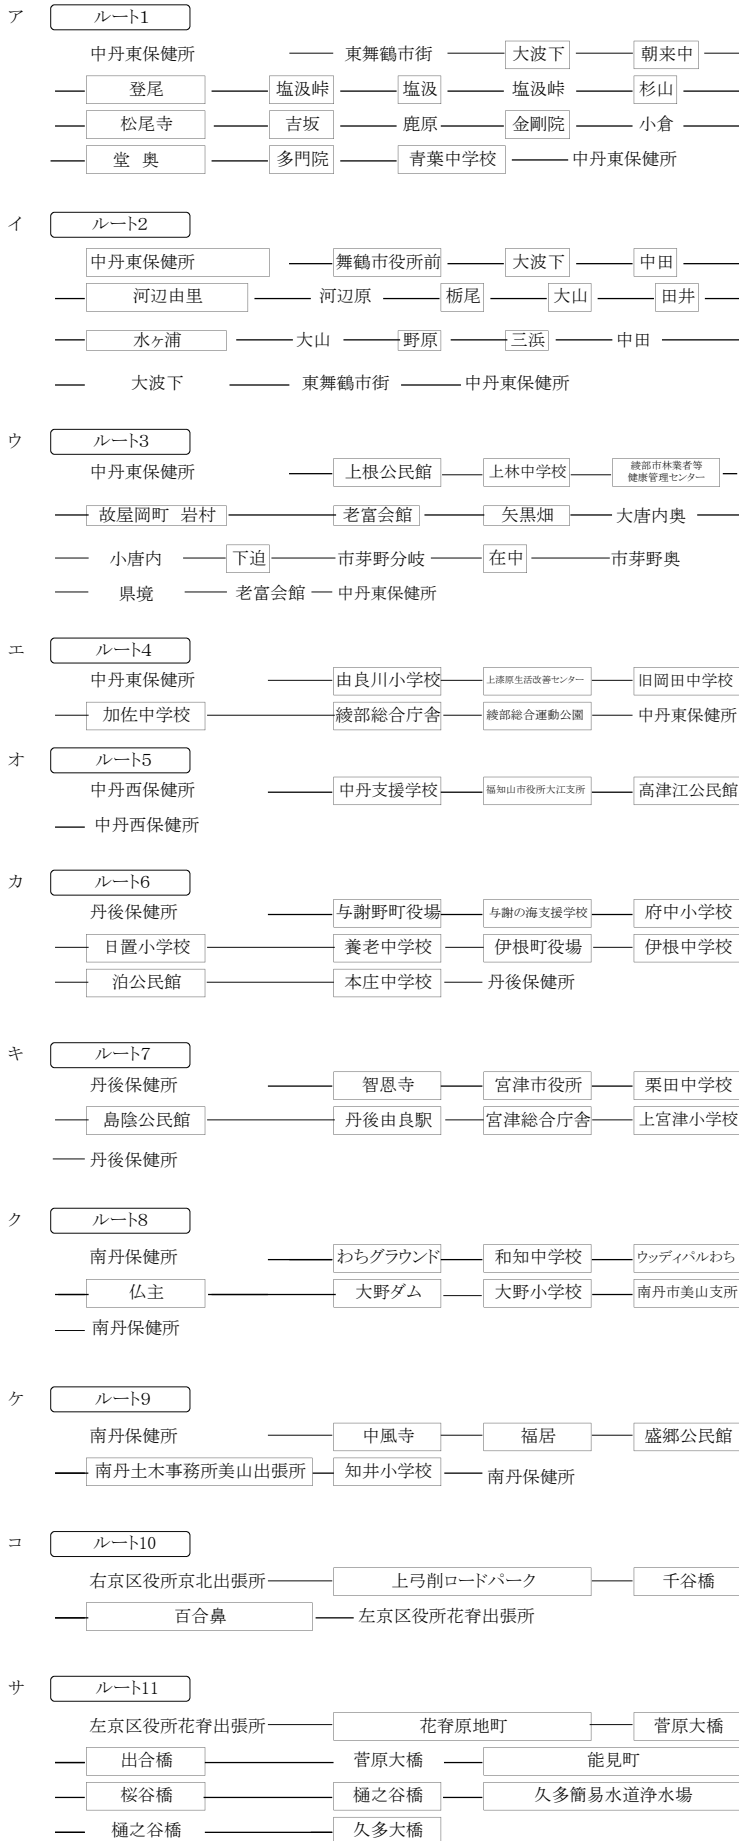 ア ルート1
中丹東保健所 東舞鶴市街 大波下 朝来中
登尾 塩汲峠 塩汲 塩汲峠 杉山
松尾寺 吉坂 鹿原 金剛院 小倉
堂 奥 多門院 青葉中学校 中丹東保健所
イ ルート2
中丹東保健所 舞鶴市役所前 大波下 中田
河辺由里 河辺原 栃尾 大山 田井
水ヶ浦 大山 野原 三浜 中田
大波下 東舞鶴市街 中丹東保健所
ウ ルート3
中丹東保健所 上根公民館 上林中学校 綾部市林業者等健康管理センター
故屋岡町 岩村 老富会館 矢黒畑 大唐内奥
小唐内 下迫 市芽野分岐 在中 市芽野奥
県境 老富会館 中丹東保健所
エ ルート4
中丹東保健所 由良川小学校 上漆原生活改善センター 旧岡田中学校
加佐中学校 綾部総合庁舎 綾部総合運動公園 中丹東保健所
オ ルート5
中丹西保健所 中丹支援学校 福知山市役所大江支所 高津江公民館
中丹西保健所
カ ルート6
丹後保健所 与謝野町役場 与謝の海支援学校 府中小学校
日置小学校 養老中学校 伊根町役場 伊根中学校
泊公民館 本庄中学校 丹後保健所
キ ルート7
丹後保健所 智恩寺 宮津市役所 栗田中学校
島陰公民館 丹後由良駅 宮津総合庁舎 上宮津小学校
丹後保健所
ク ルート8
南丹保健所 わちグラウンド 和知中学校 ウッディパルわち
仏主 大野ダム 大野小学校 南丹市美山支所
南丹保健所
ケ ルート9
南丹保健所 中風寺 福居 盛郷公民館
南丹土木事務所美山出張所 知井小学校 南丹保健所
コ ルート10
右京区役所京北出張所 上弓削ロードパーク 千谷橋
百合鼻 左京区役所花脊出張所
サ ルート11
左京区役所花脊出張所 花脊原地町 菅原大橋
出合橋 菅原大橋 能見町
桜谷橋 樋之谷橋 久多簡易水道浄水場
樋之谷橋 久多大橋